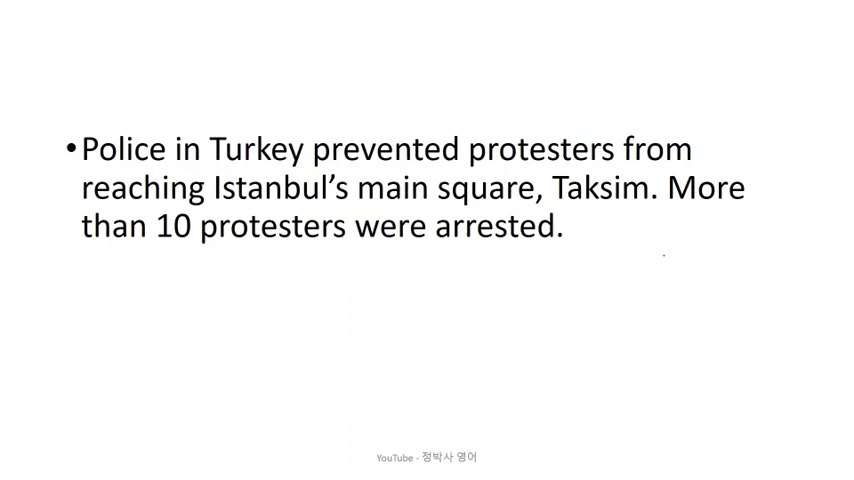 •Police in Turkey prevented protesters from
reaching Istanbul’s main square, Taksim. More
than 10 protesters were arrested.
YouTube - 정박사 영어